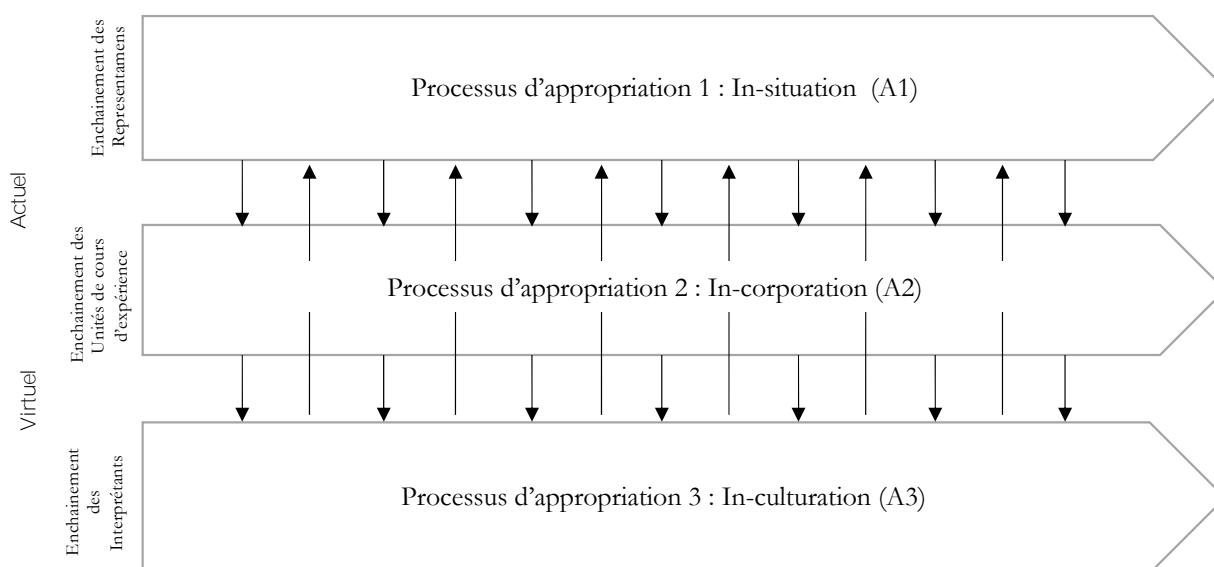 Enchainement des
Representamens
Processus d’appropriation 1 : In-situation  (A1)
Actuel
Enchainement des
Unités de cours
d’expérience
Processus d’appropriation 2 : In-corporation (A2)
Virtuel
Enchainement
des
Interprétants
Processus d’appropriation 3 : In-culturation (A3)